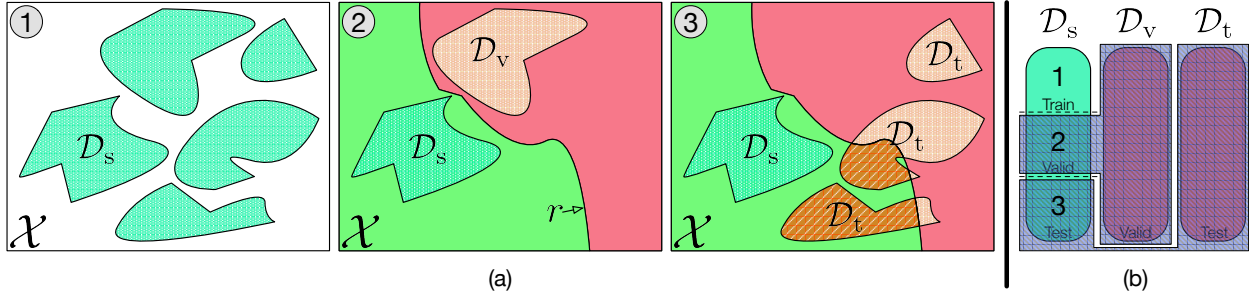 1
𝒟s
𝒳
2
𝒟v
𝒟s
r
𝒳
3
𝒟t
𝒟t
𝒟s
𝒟t
𝒳
(a)
𝒟s 𝒟v 𝒟t
1
Train
2
Valid
3
Test Valid Test
(b)